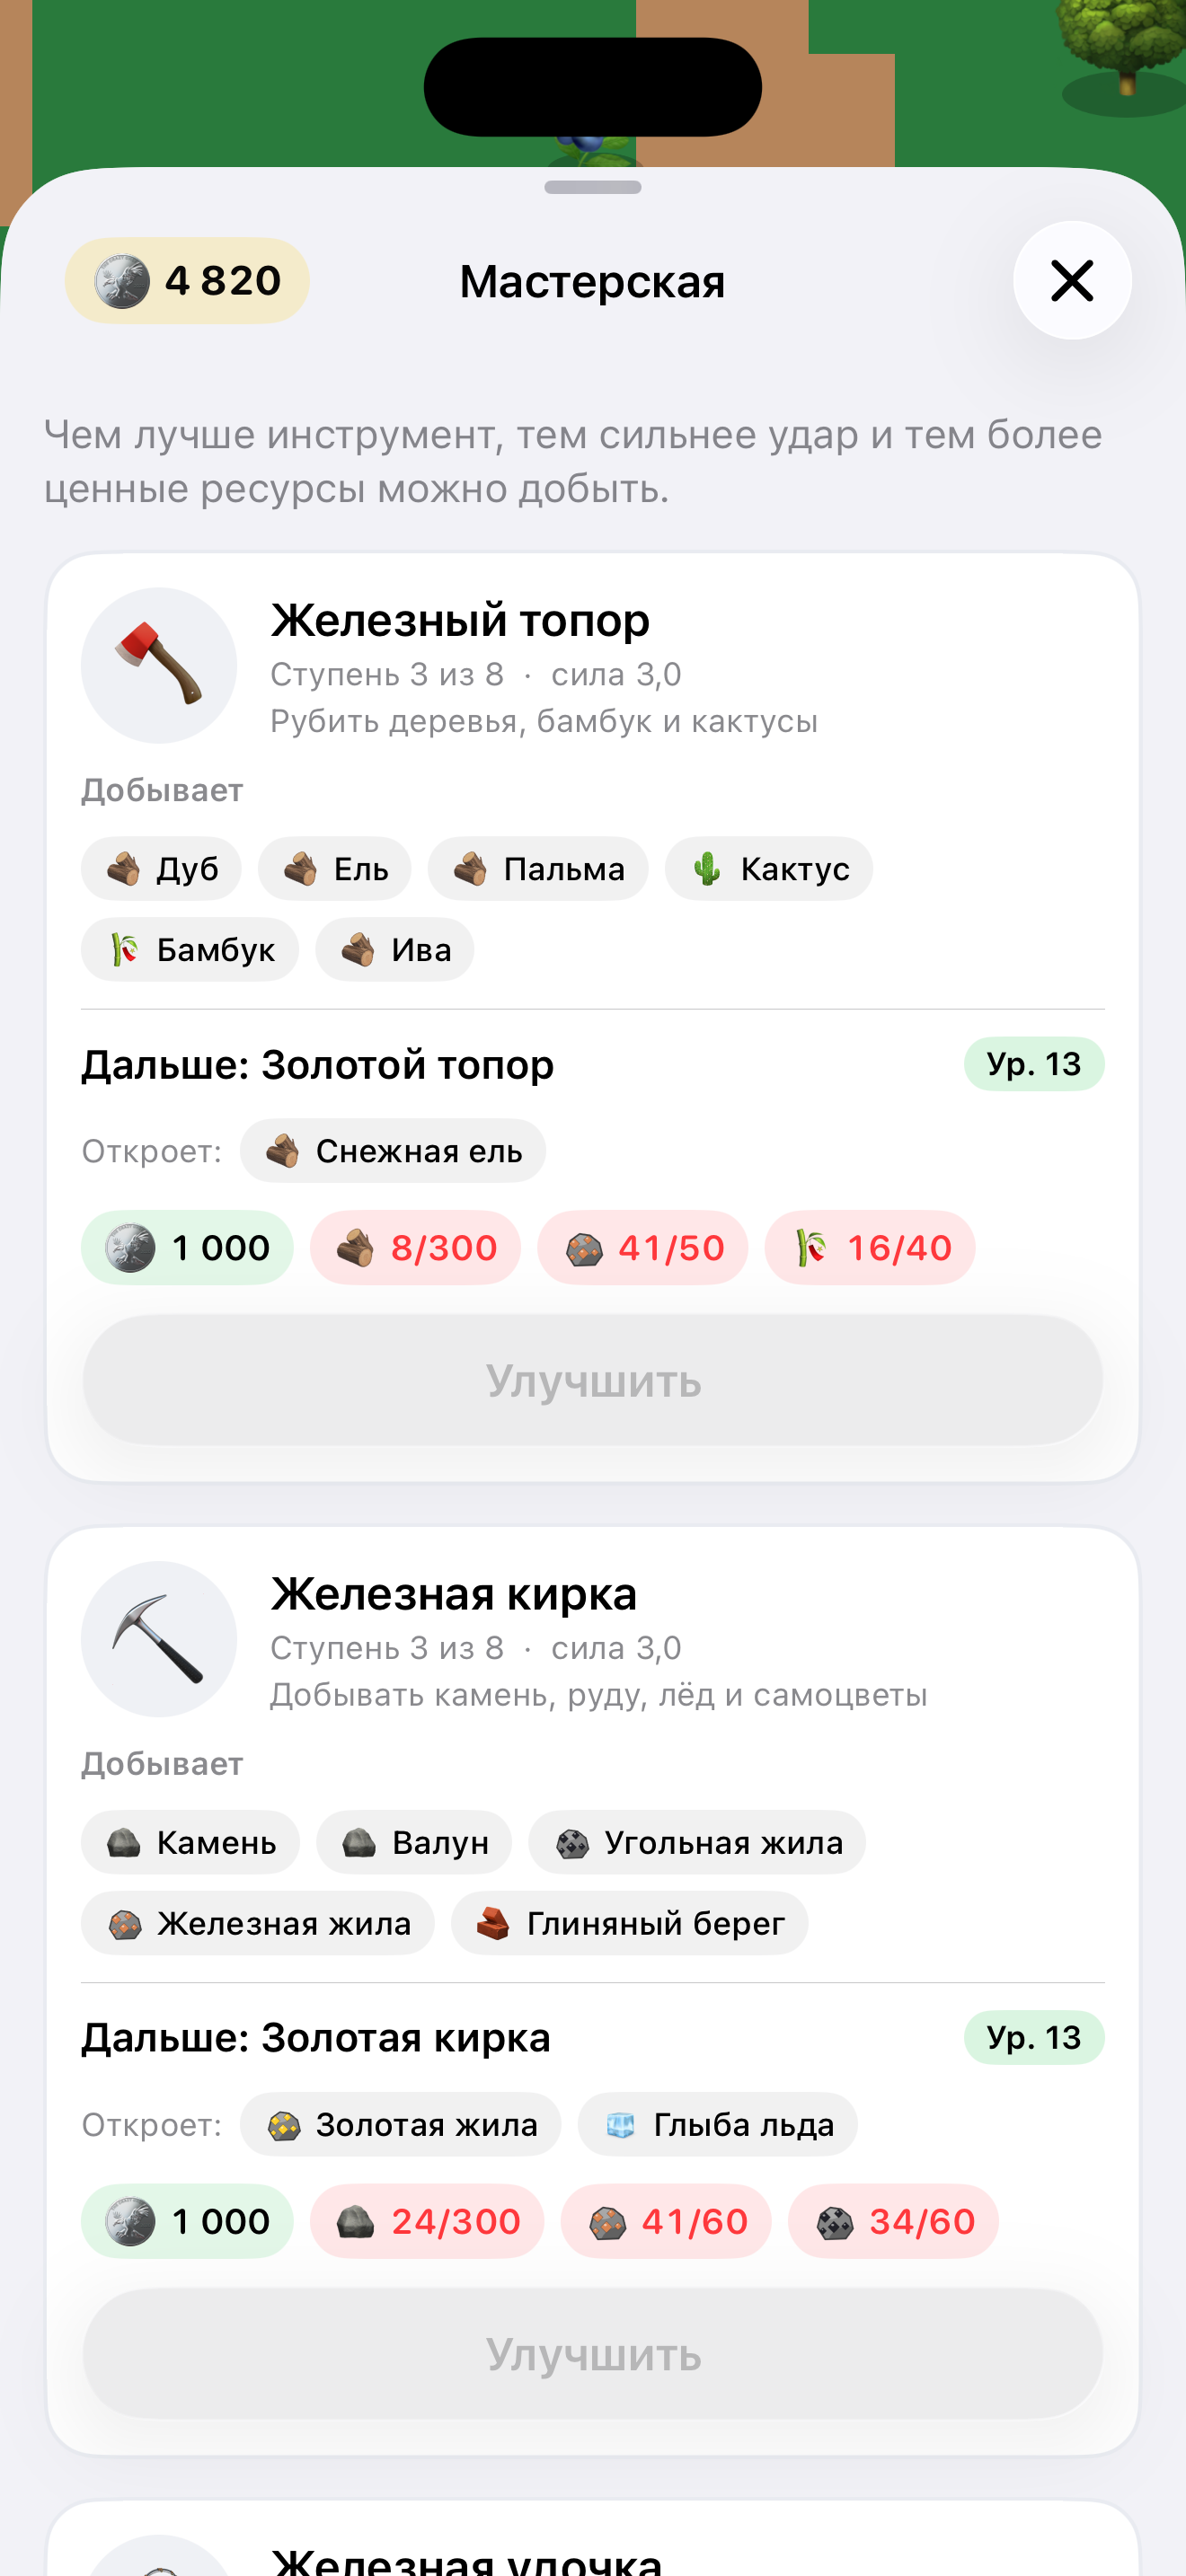 4 820
Мастерская
Чем лучше инструмент, тем сильнее удар и тем более
ценные ресурсы можно добыть.
Железный топор
Ступень 3 из 8 · сила 3,0
Рубить деревья, бамбук и кактусы
Добывает
Дуб Ель Пальма Кактус
Бамбук Ива
Дальше: Золотой топор Ур. 13
Откроет: Снежная ель
1 000 8/300 41/50 16/40
Улучшить
Железная кирка
Ступень 3 из 8 · сила 3,0
Добывать камень, руду, лёд и самоцветы
Добывает
Камень Валун Угольная жила
Железная жила Глиняный берег
Дальше: Золотая кирка Ур. 13
Откроет: Золотая жила Глыба льда
1 000 24/300 41/60 34/60
Улучшить
Железная удочка